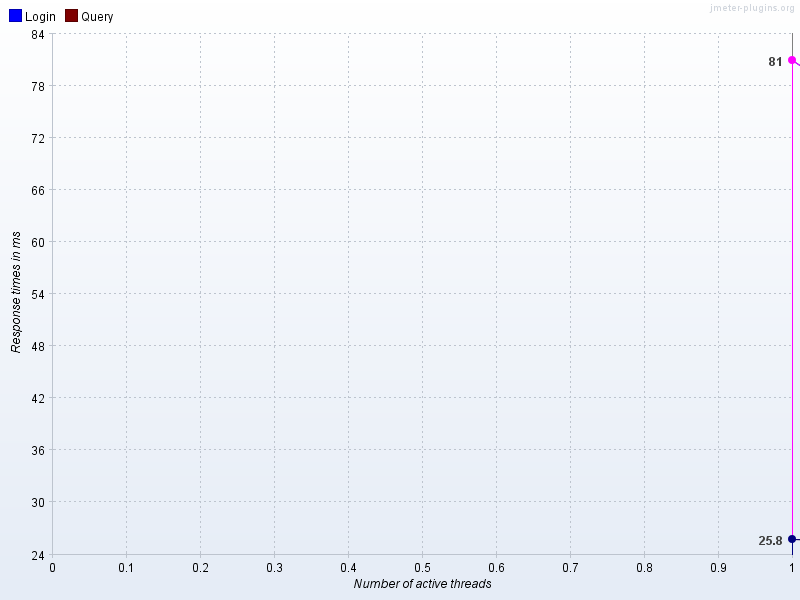 jmeter-plugins.org
Login Query
84
81
78
72
66
60
54
48
42
36
30
25.8
24
Response times in ms
0 0.1 0.2 0.3 0.4 0.5 0.6 0.7 0.8 0.9 1
Number of active threads